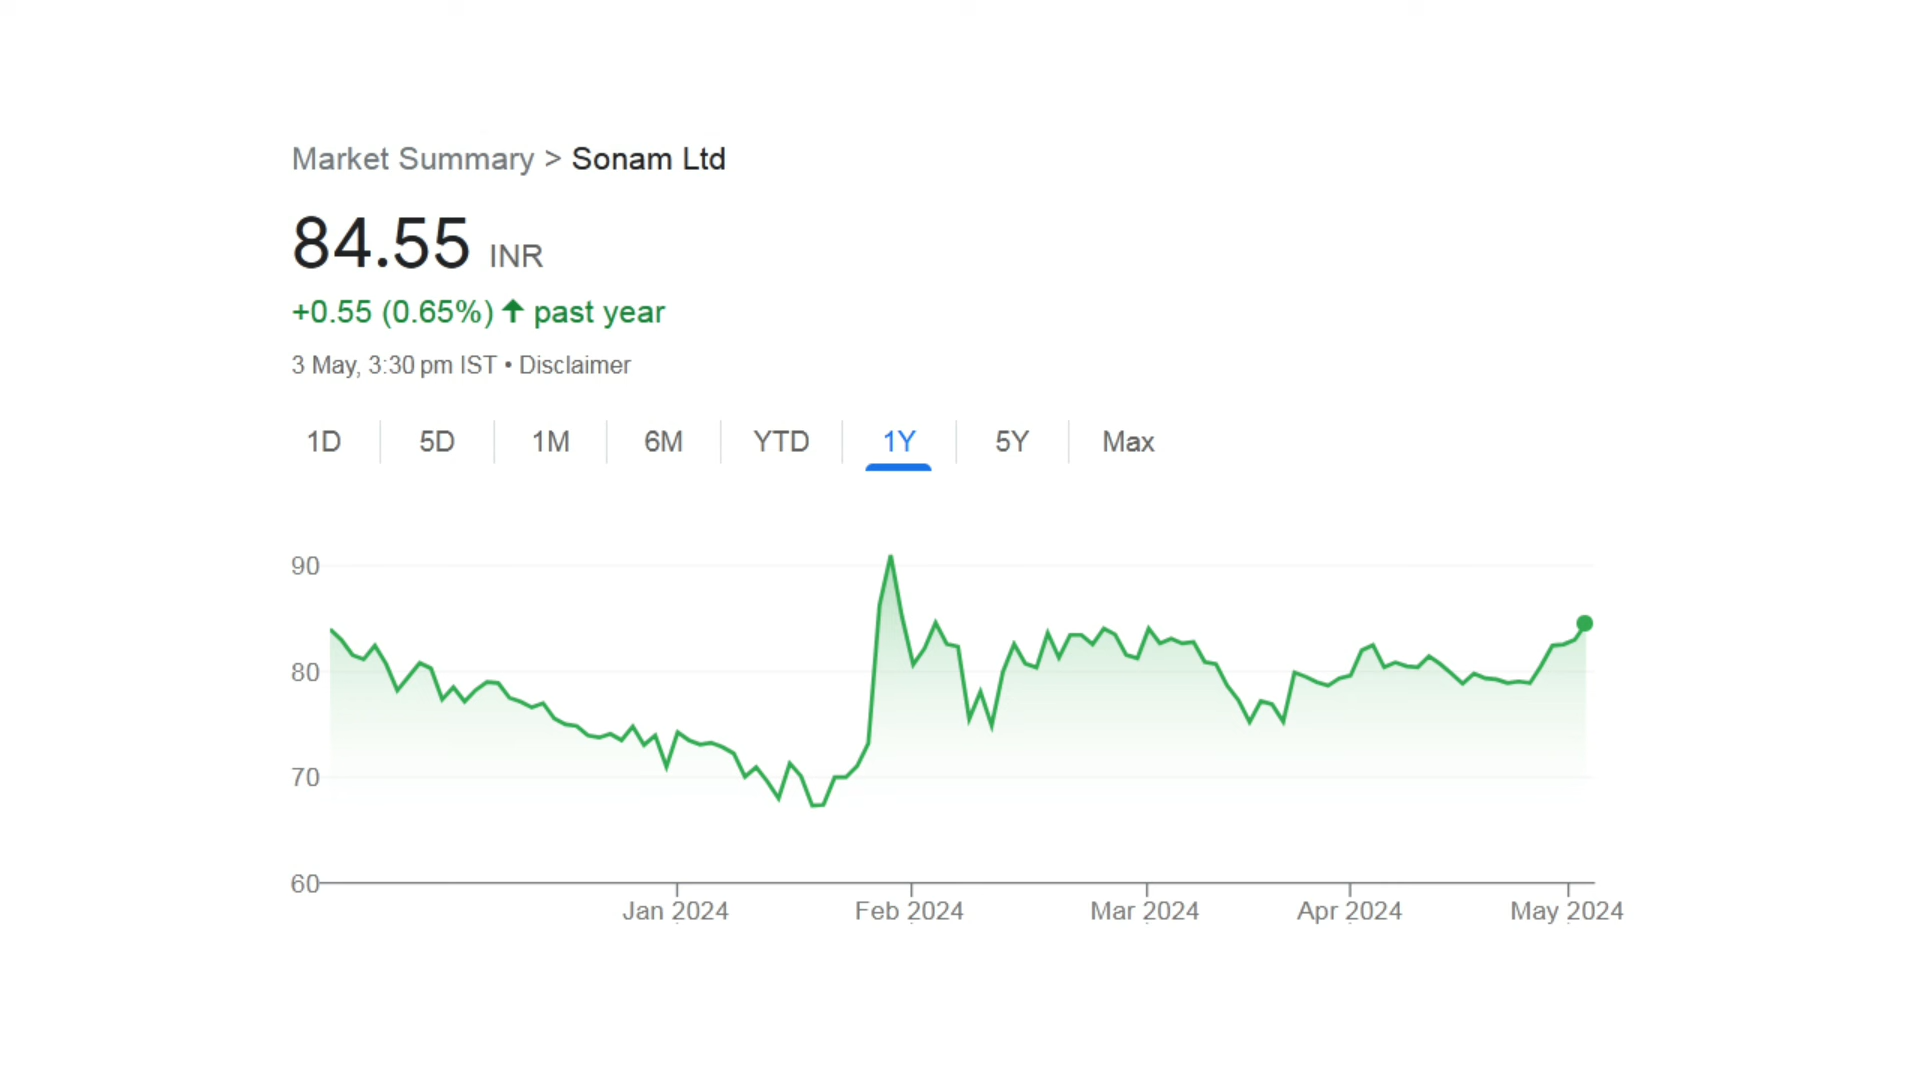 Market Summary > Sonam Ltd
84.55 INR
+0.55 (0.65%) ↑ past year
3 May, 3:30 pm IST • Disclaimer
1D 5D 1M 6M YTD 1Y 5Y Max
90
80
70
60
Jan 2024 Feb 2024 Mar 2024 Apr 2024 May 2024